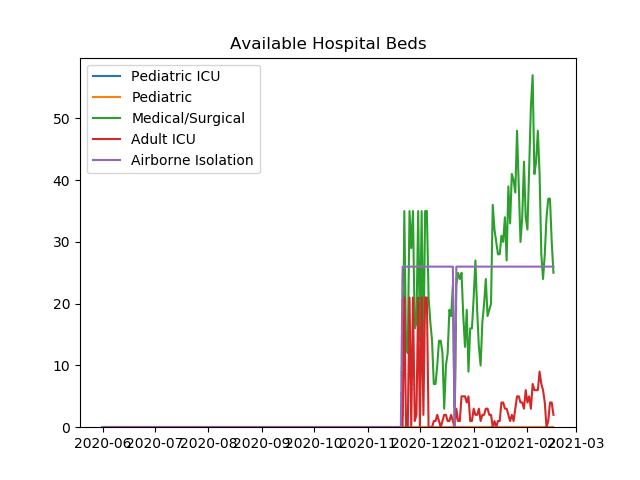 Available Hospital Beds
Pediatric ICU
Pediatric
Medical/Surgical
Adult ICU
Airborne Isolation
50
40
30
20
10
0
2020-06 2020-07 2020-08 2020-09 2020-10 2020-11 2020-12 2021-01 2021-02 2021-03